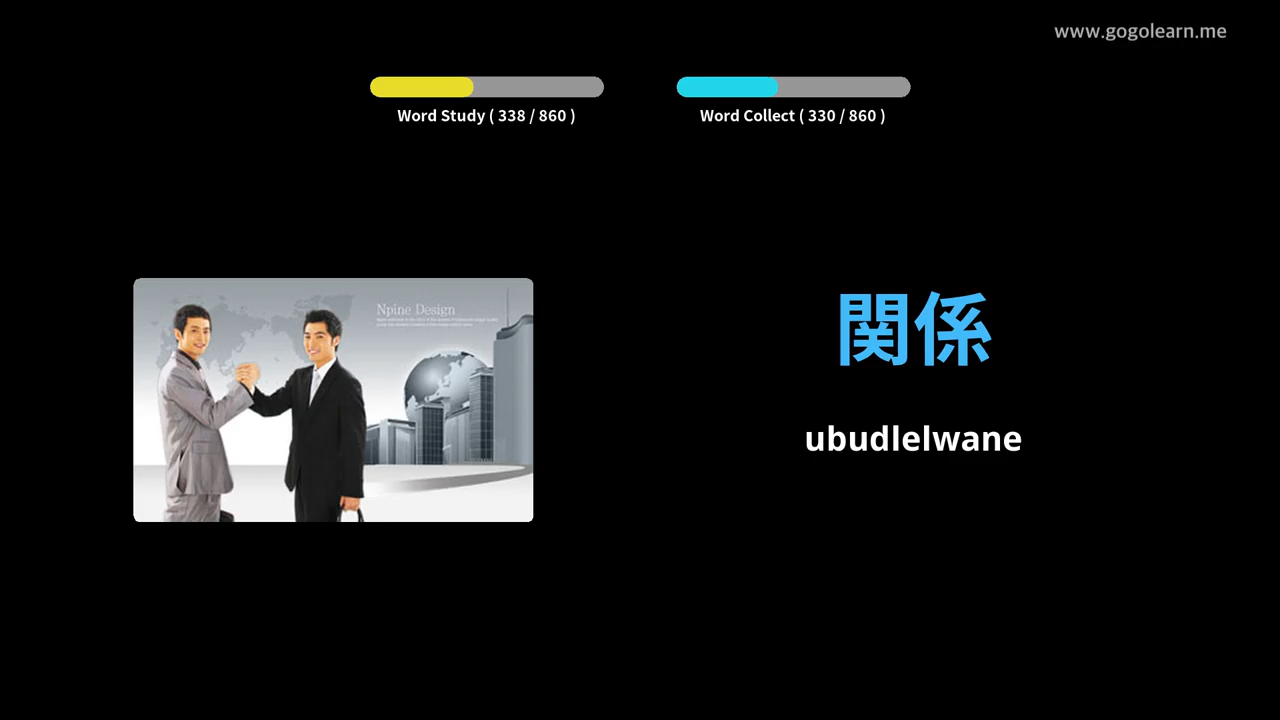 www.gogolearn.me
Word Study ( 338 / 860 )
Word Collect ( 330 / 860 )
Npine Design
関係
ubudlelwane